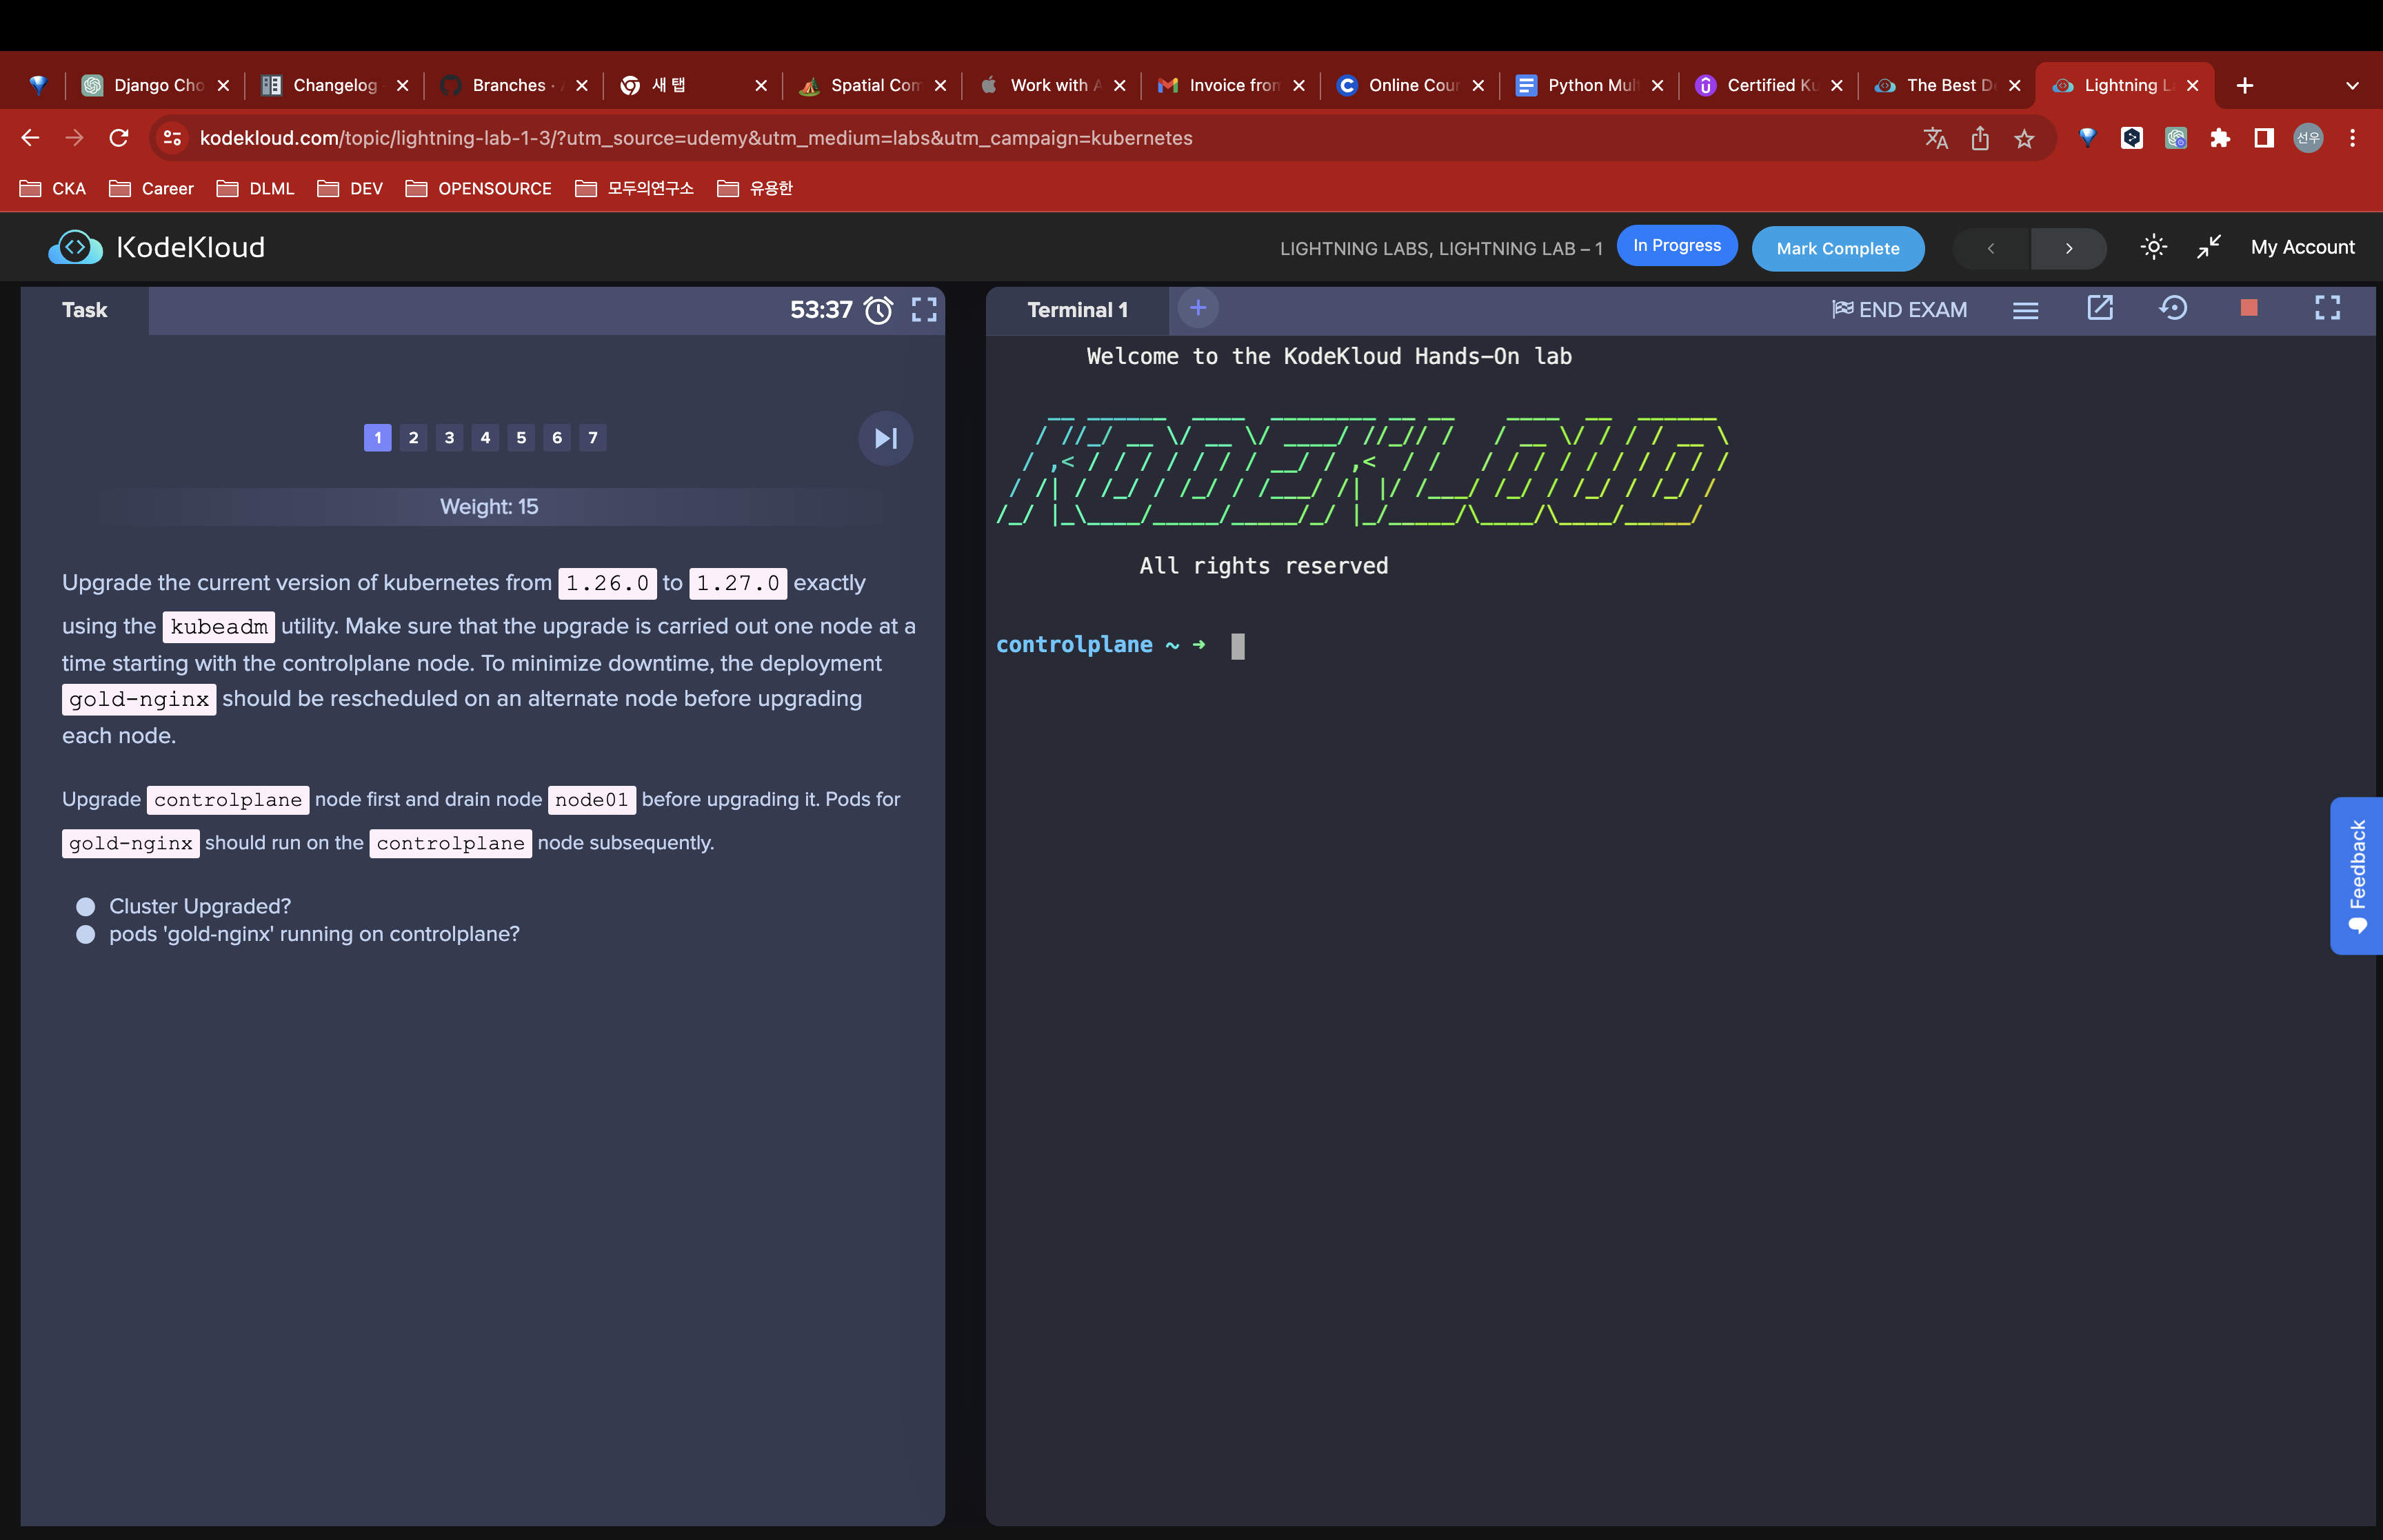 Django Cho
Changelog
Branches ·
새 탭
Spatial Com
Work with A
Invoice from
Online Cour
Python Mul
Certified Ku
The Best D
Lightning L
kodekloud.com/topic/lightning-lab-1-3/?utm_source=udemy&utm_medium=labs&utm_campaign=kubernetes
선우
CKA
Career
DLML
DEV
OPENSOURCE
모두의연구소
유용한
KodeKloud
LIGHTNING LABS, LIGHTNING LAB – 1
In Progress
Mark Complete
My Account
Task
53:37
1 2 3 4 5 6 7
Weight: 15
Upgrade the current version of kubernetes from 1.26.0 to 1.27.0 exactly
using the kubeadm utility. Make sure that the upgrade is carried out one node at a
time starting with the controlplane node. To minimize downtime, the deployment
gold-nginx should be rescheduled on an alternate node before upgrading
each node.
Upgrade controlplane node first and drain node node01 before upgrading it. Pods for
gold-nginx should run on the controlplane node subsequently.
Cluster Upgraded?
pods 'gold-nginx' running on controlplane?
Terminal 1
+
END EXAM
Welcome to the KodeKloud Hands-On lab
KODEKLOUD
All rights reserved
controlplane ~ ➜
Feedback